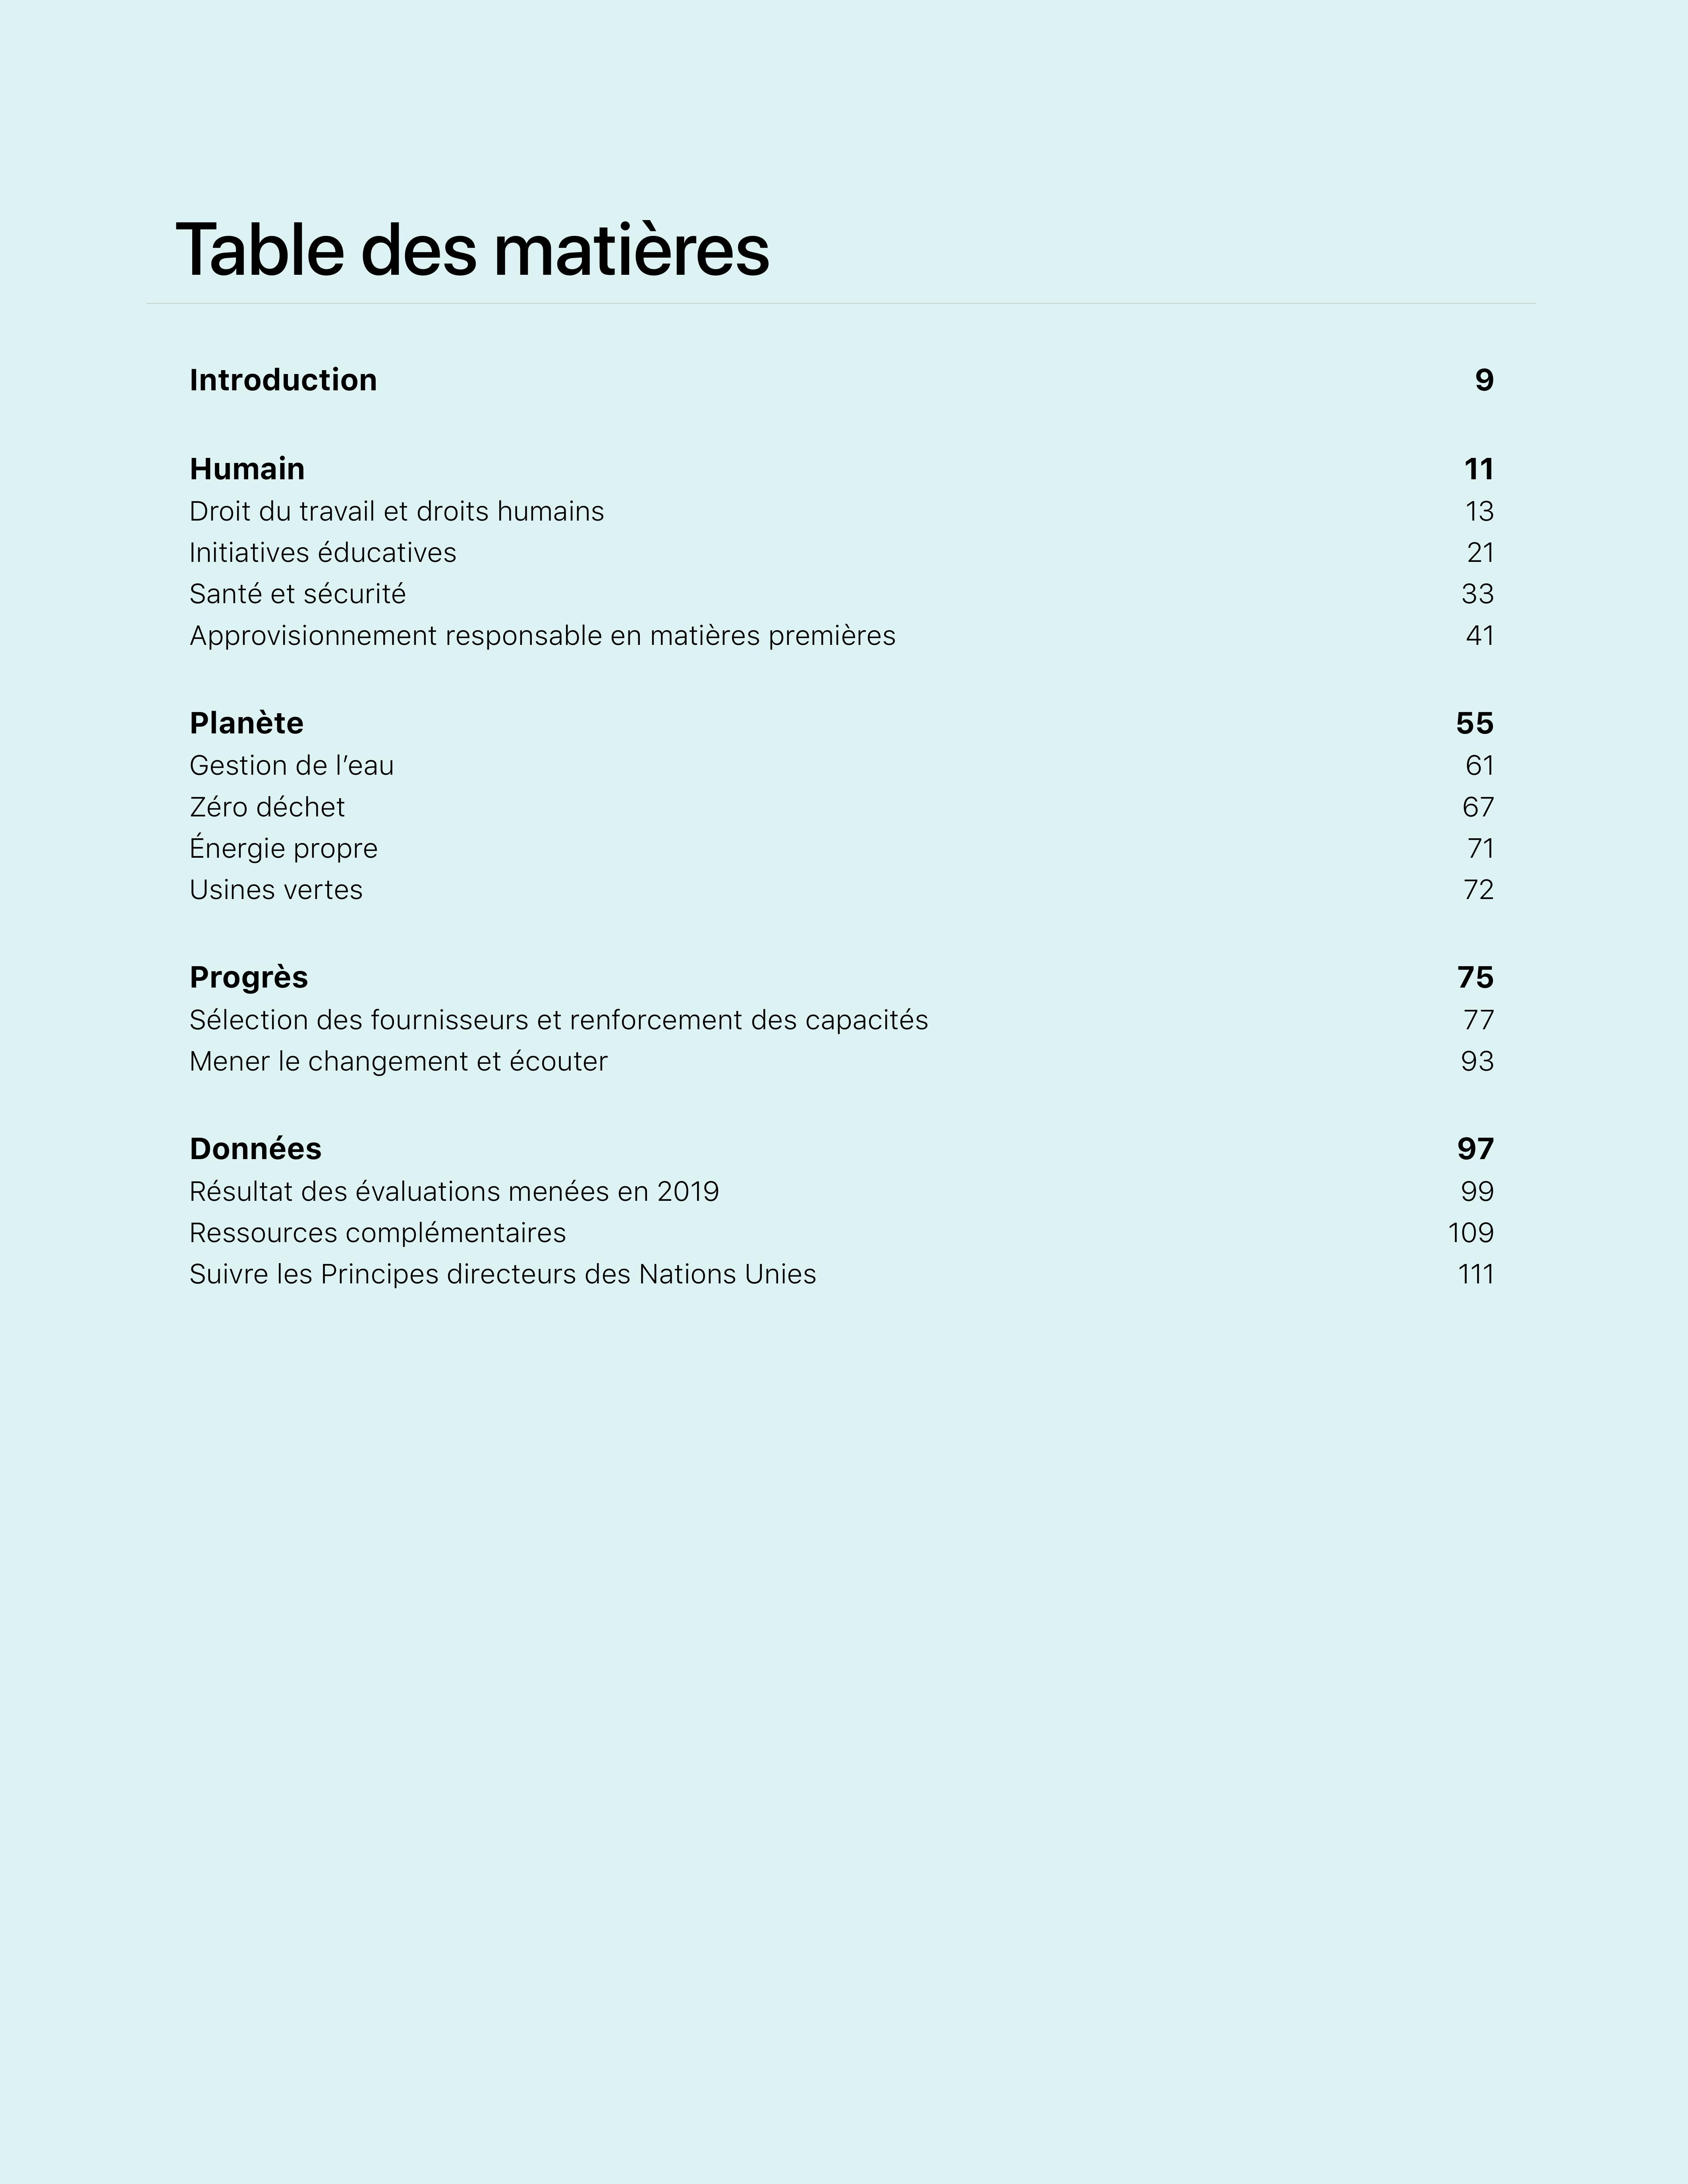 Table des matières
Introduction 9
Humain 11
Droit du travail et droits humains 13
Initiatives éducatives 21
Santé et sécurité 33
Approvisionnement responsable en matières premières 41
Planète 55
Gestion de l’eau 61
Zéro déchet 67
Énergie propre 71
Usines vertes 72
Progrès 75
Sélection des fournisseurs et renforcement des capacités 77
Mener le changement et écouter 93
Données 97
Résultat des évaluations menées en 2019 99
Ressources complémentaires 109
Suivre les Principes directeurs des Nations Unies 111